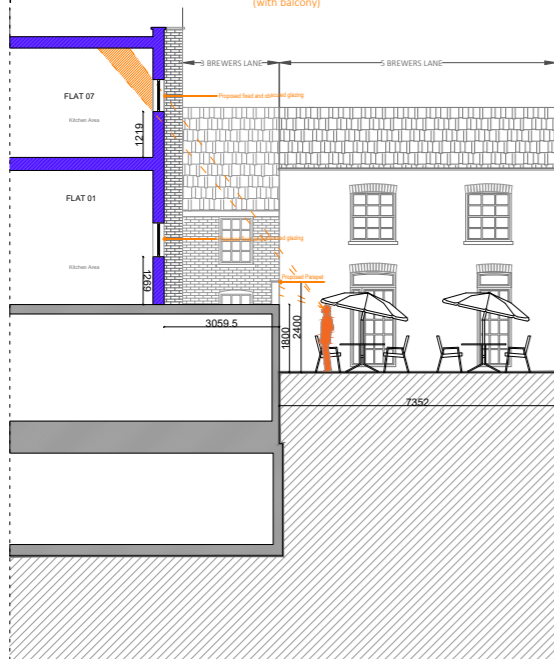 (with balcony)
3 BREWERS LANE
5 BREWERS LANE
FLAT 07
Proposed fixed and obscured glazing
Kitchen Area
1219
FLAT 01
glazing
Kitchen Area
1269
Proposed Parapet
3059.5
1800
2400
7352